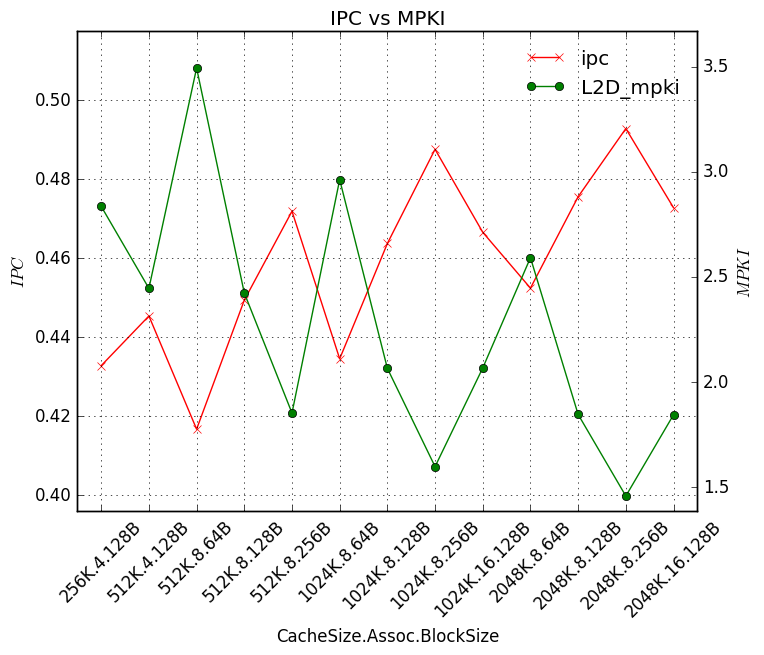 IPC vs MPKI
ipc
L2D_mpki
0.50
0.48
0.46
0.44
0.42
0.40
IPC
3.5
3.0
2.5
2.0
1.5
MPKI
256K.4.128B
512K.4.128B
512K.8.64B
512K.8.128B
512K.8.256B
1024K.8.64B
1024K.8.128B
1024K.8.256B
1024K.16.128B
2048K.8.64B
2048K.8.128B
2048K.8.256B
2048K.16.128B
CacheSize.Assoc.BlockSize